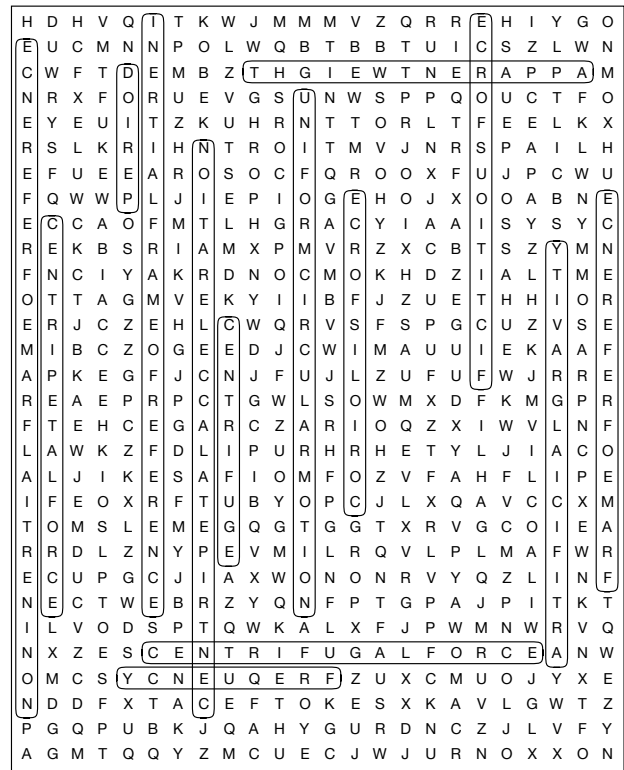 H D H V Q I T K W J M M M V Z Q R R E H I Y G O
E U C M N N P O L W Q B T B B T U I C S Z L W N
C W F T D E M B Z T H G I E W T N E R A P P A M
N R X F O R U E V G S U N W S P P Q O U C T F O
E Y E U I T Z K U H R N T T O R L T F E E L K X
R S L K R I H N T R O I T M V J N R S P A I L H
E F U E E A R O S O C F Q R O O X F U J P C W U
F Q W W P L J I E P I O G E H O J X O O A B N E
E C C A O F M T L H G R A C Y I A A I S Y S Y C
R E K B S R I A M X P M V R Z X C B T S Z Y M N
F N C I Y A K R D N O C M O K H D Z I A L T M E
O T T A G M V E K Y I I B F J Z U E T H H I O R
E R J C Z E H L C W Q R V S F S P G C U Z V S E
M I B C Z O G E E D J C W I M A U U I E K A A F
A P K E G F J C N J F U J L Z U F U F W J R R E
R E A E P R P C T G W L S O W M X D F K M G P R
F T E H C E G A R C Z A R I O Q Z X I W V L N F
L A W K Z F D L I P U R H R H E T Y L J I A C O
A L J I K E S A F I O M F O Z V F A H F L I P E
I F E O X R F T U B Y O P C J L X Q A V C C X M
T O M S L E M E G Q G T G G T X R V G C O I E A
R R D L Z N Y P E V M I L R Q V L P L M A F W R
E C U P G C J I A X W O N O N R V Y Q Z L I N F
N E C T W E B R Z Y Q N F P T G P A J P I T K T
I L V O D S P T Q W K A L X F J P W M N W R V Q
N X Z E S C E N T R I F U G A L F O R C E A N W
O M C S Y C N E U Q E R F Z U X C M U O J Y X E
N D D F X T A C E F T O K E S X K A V L G W T Z
P G Q P U B K J Q A H Y G U R D N C Z J L V F Y
A G M T Q Q Y Z M C U E C J W J U R N O X X O N